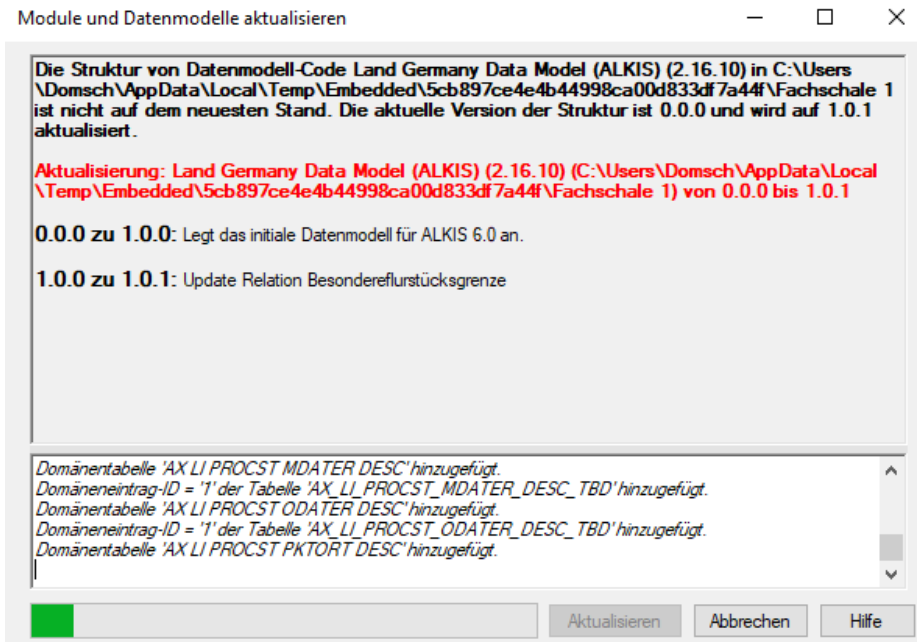 Module und Datenmodelle aktualisieren
Die Struktur von Datenmodell-Code Land Germany Data Model (ALKIS) (2.16.10) in C:\Users
\Domsch\AppData\Local\Temp\Embedded\5cb897ce4e4b44998ca00d833df7a44f\Fachschale 1
ist nicht auf dem neuesten Stand. Die aktuelle Version der Struktur ist 0.0.0 und wird auf 1.0.1
aktualisiert.
Aktualisierung: Land Germany Data Model (ALKIS) (2.16.10) (C:\Users\Domsch\AppData\Local
\Temp\Embedded\5cb897ce4e4b44998ca00d833df7a44f\Fachschale 1) von 0.0.0 bis 1.0.1
0.0.0 zu 1.0.0: Legt das initiale Datenmodell für ALKIS 6.0 an.
1.0.0 zu 1.0.1: Update Relation Besondereflurstücksgrenze
Domänentabelle 'AX LI PROCST MDATER DESC' hinzugefügt.
Domäneneintrag-ID = '1' der Tabelle 'AX_LI_PROCST_MDATER_DESC_TBD' hinzugefügt.
Domänentabelle 'AX LI PROCST ODATER DESC' hinzugefügt.
Domäneneintrag-ID = '1' der Tabelle 'AX_LI_PROCST_ODATER_DESC_TBD' hinzugefügt.
Domänentabelle 'AX LI PROCST PKTORT DESC' hinzugefügt.
Aktualisieren Abbrechen Hilfe